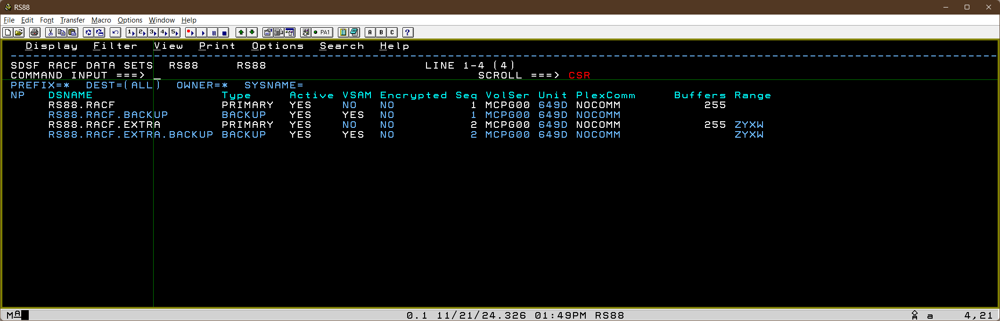 RS88
File Edit Font Transfer Macro Options Window Help
1 2 3 4 5 PA1 A B C ?
Display Filter View Print Options Search Help
SDSF RACF DATA SETS RS88 RS88 LINE 1-4 (4)
COMMAND INPUT ===> _ SCROLL ===> CSR
PREFIX=* DEST=(ALL) OWNER=* SYSNAME=
NP DSNAME Type Active VSAM Encrypted Seq VolSer Unit PlexComm Buffers Range
RS88.RACF PRIMARY YES NO NO 1 MCPG00 649D NOCOMM 255
RS88.RACF.BACKUP BACKUP YES YES NO 1 MCPG00 649D NOCOMM
RS88.RACF.EXTRA PRIMARY YES NO NO 2 MCPG00 649D NOCOMM 255 ZYXW
RS88.RACF.EXTRA.BACKUP BACKUP YES YES NO 2 MCPG00 649D NOCOMM ZYXW
MA 0.1 11/21/24.326 01:49PM RS88 A a 4,21